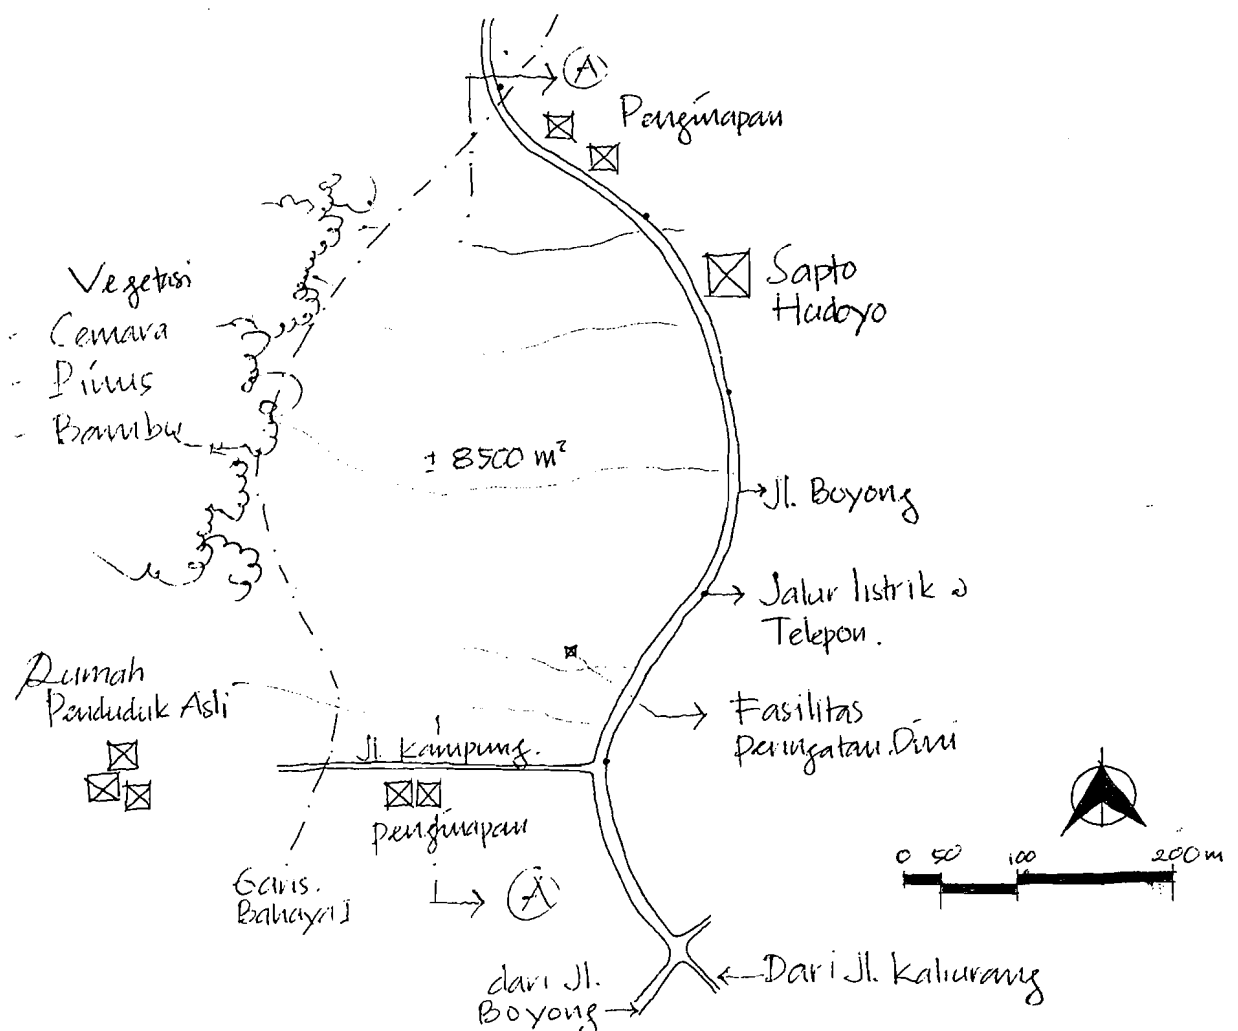 A
Penginapan
Sapto
Hudoyo
Vegetasi
- Cemara
- Pinus
- Bambu
± 8500 m²
Jl. Boyong
Jalur listrik &
Telepon.
Rumah
Penduduk Asli
Fasilitas
Peringatan Dini
Jl. Kampung.
penginapan
0 50 100 200 m
Garis.
Bahaya I
A
dari Jl.
Boyong
Dari Jl. Kaliurang